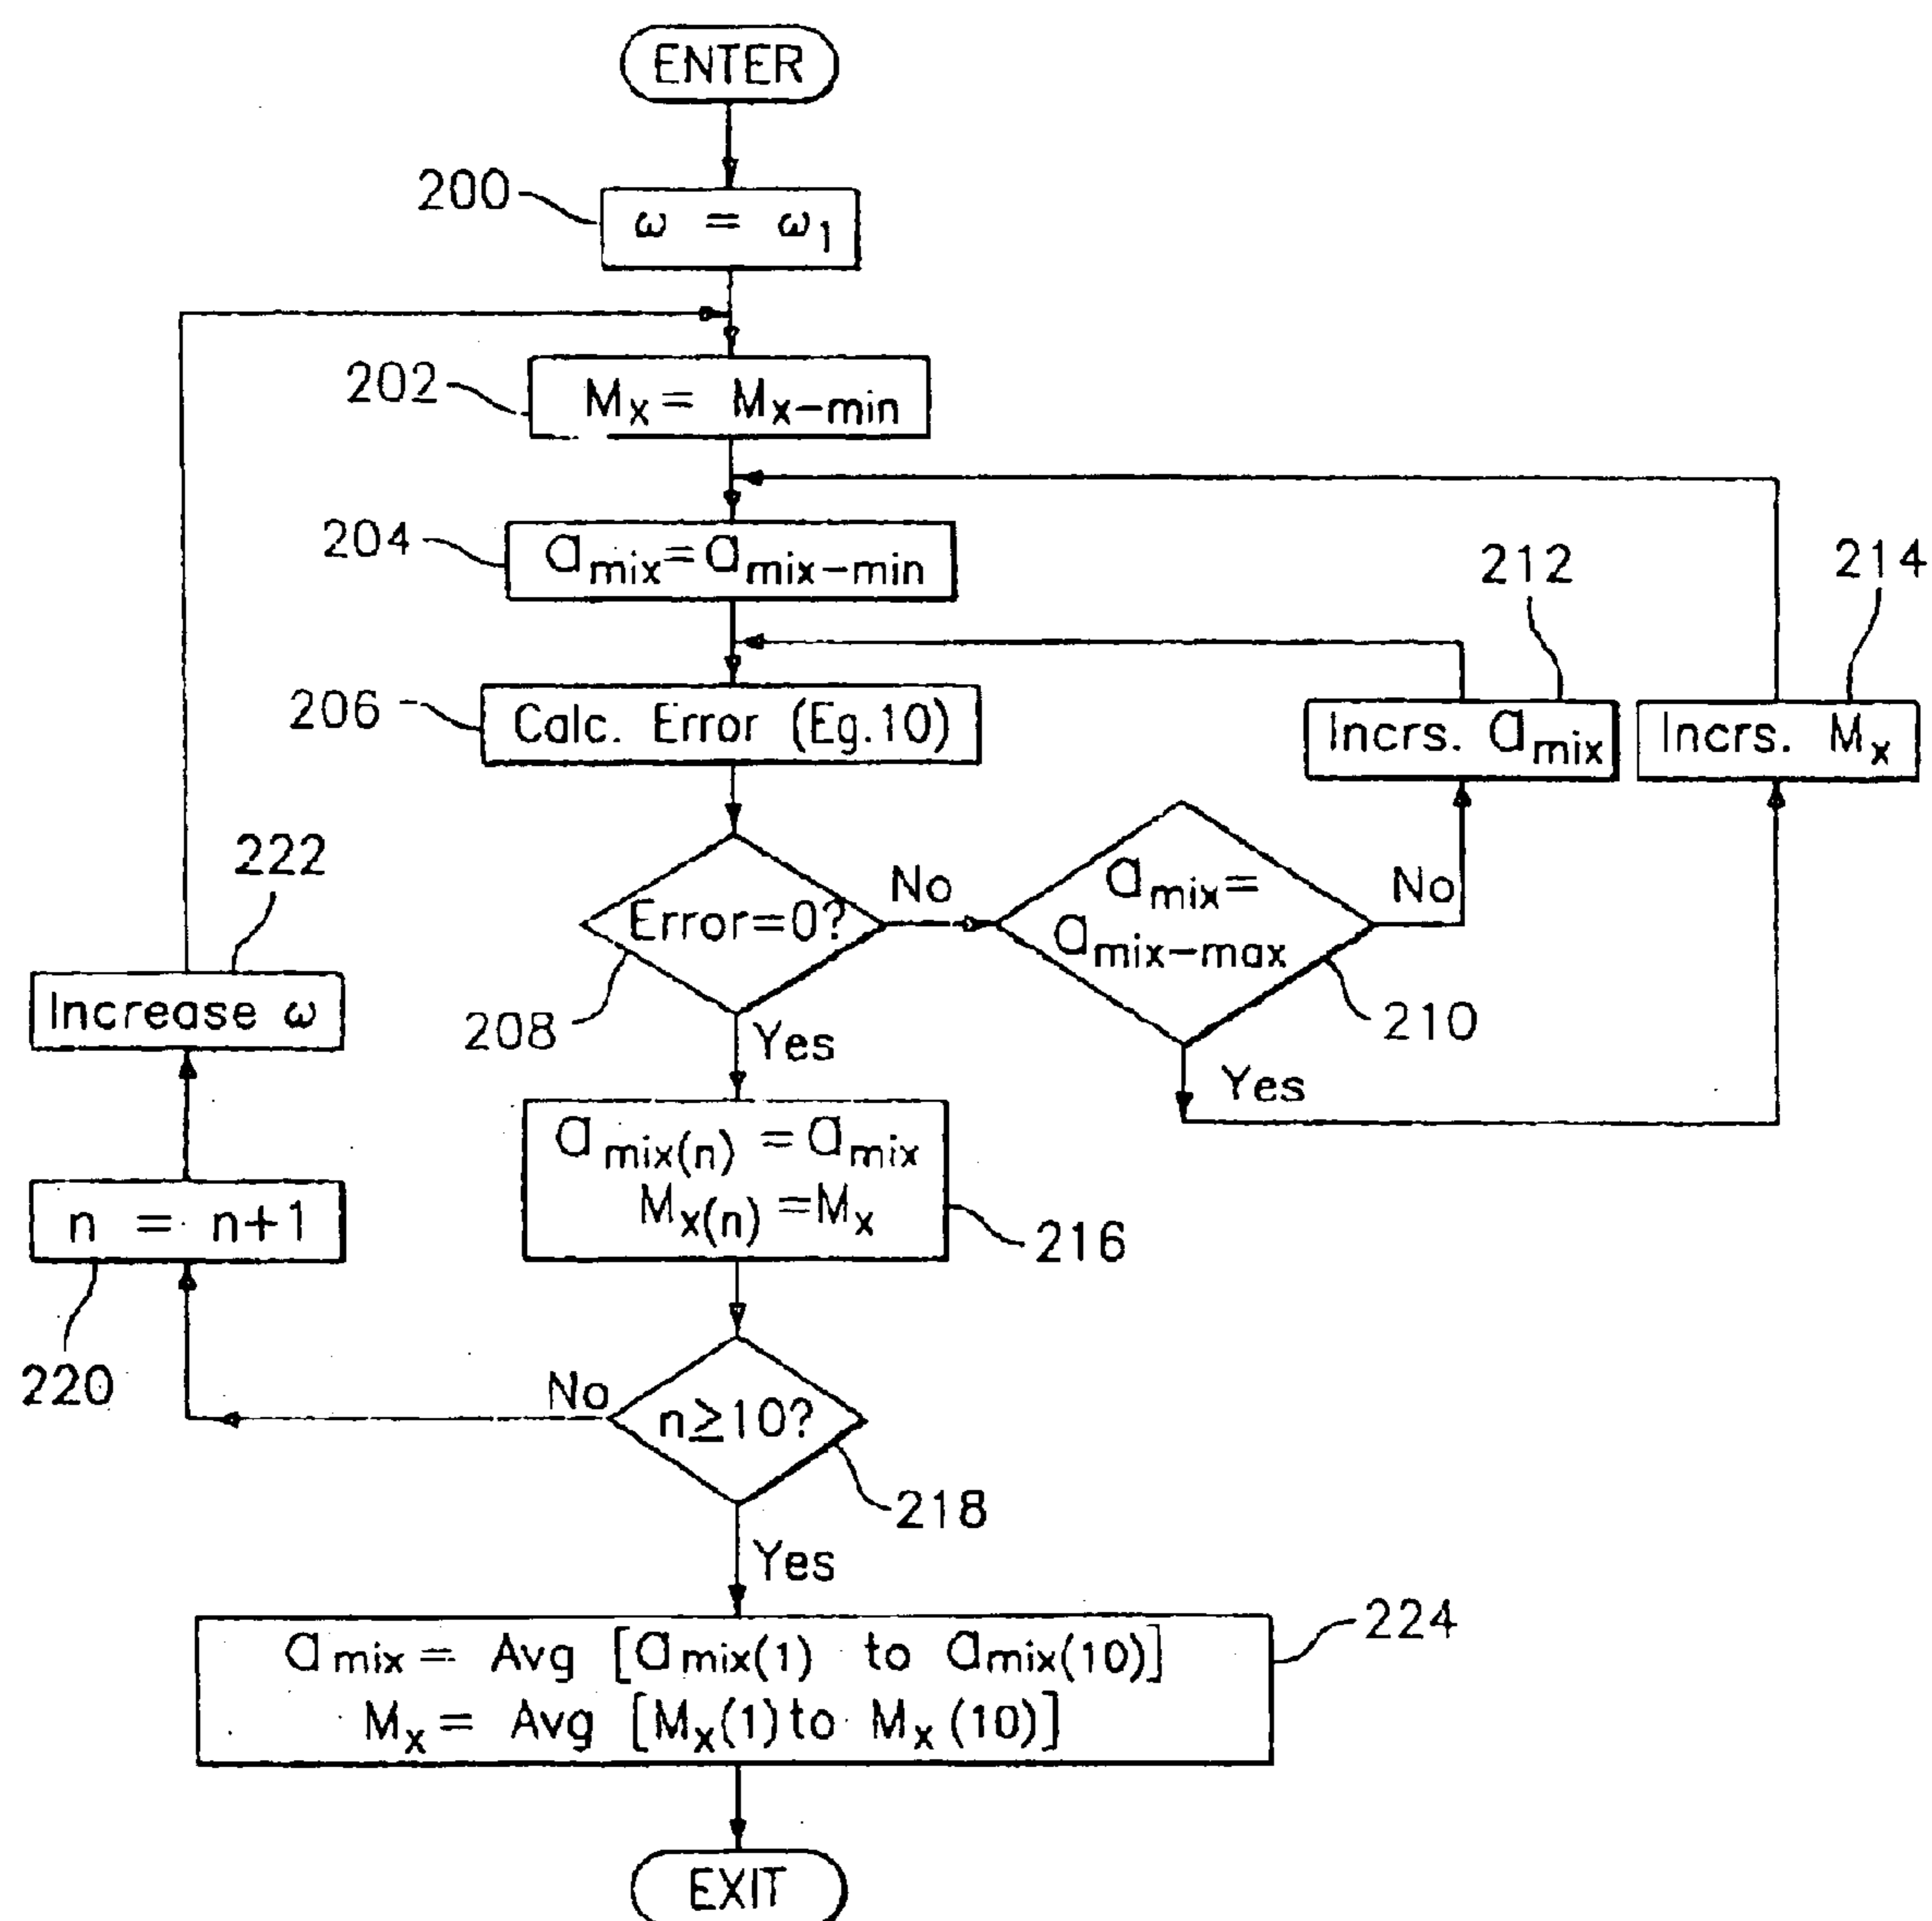 ENTER
200
ω = ω1
202
Mx = Mx-min
204
amix=amix-min
212
214
206
Calc. Error (Eg.10)
Incrs. amix
Incrs. Mx
222
Error=0?
No
amix=
amix-max
No
Increase ω
208
Yes
210
Yes
amix(n) =amix
Mx(n) =Mx
n = n+1
216
220
No
n≥10?
218
Yes
224
amix= Avg [amix(1) to amix(10)]
Mx= Avg [Mx(1)to Mx(10)]
EXIT